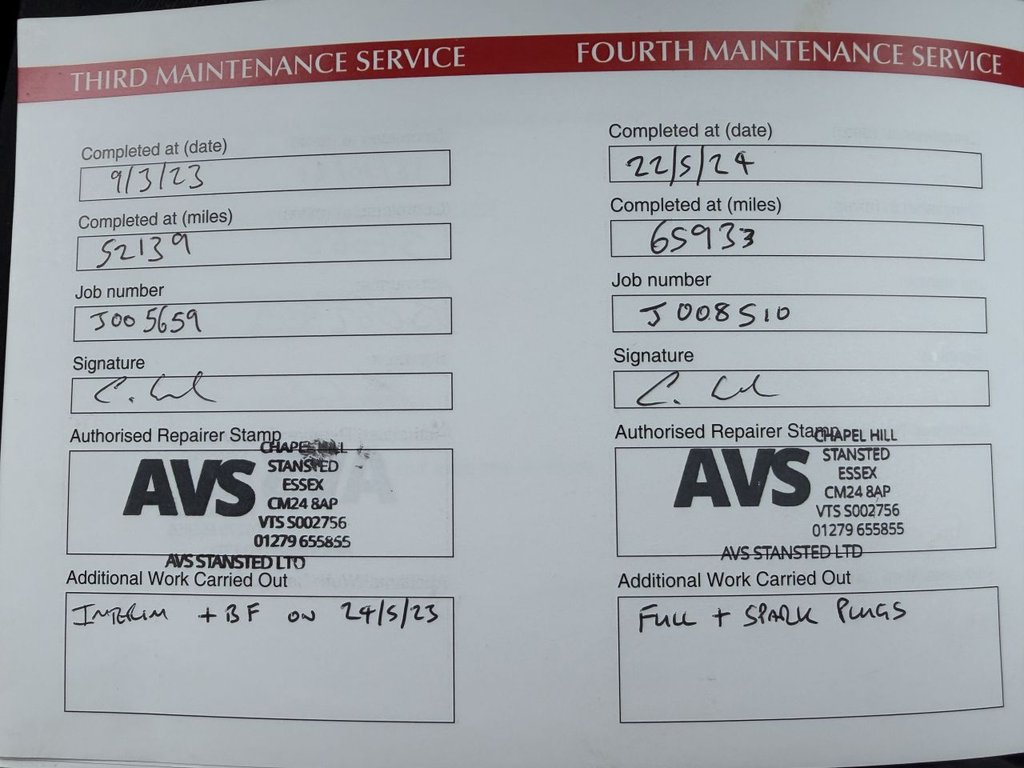 THIRD MAINTENANCE SERVICE
Completed at (date)
9/3/23
Completed at (miles)
52139
Job number
J005659
Signature
Authorised Repairer Stamp
AVS
CHAPEL HILL
STANSTED
ESSEX
CM24 8AP
VTS S002756
01279 655855
AVS STANSTED LTD
Additional Work Carried Out
INTERIM + BF ON 24/5/23
FOURTH MAINTENANCE SERVICE
Completed at (date)
22/5/24
Completed at (miles)
65933
Job number
J008510
Signature
Authorised Repairer Stamp
AVS
CHAPEL HILL
STANSTED
ESSEX
CM24 8AP
VTS S002756
01279 655855
AVS STANSTED LTD
Additional Work Carried Out
FULL + SPARK PLUGS